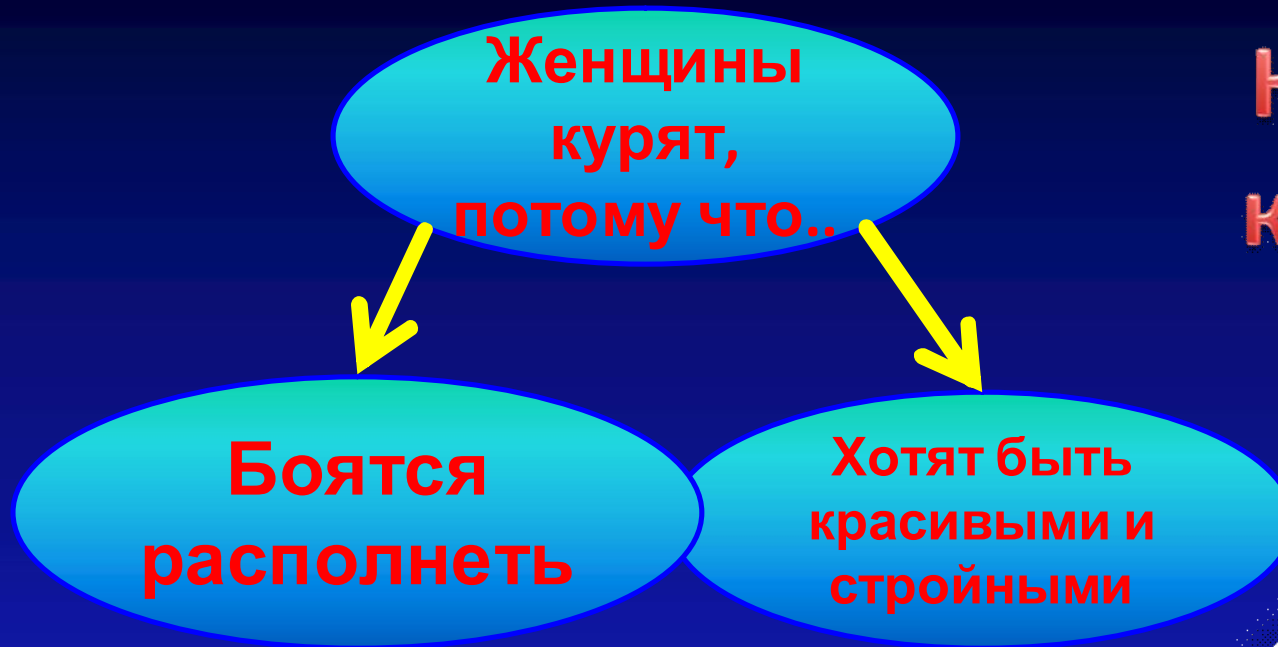 Женщины
курят,
потому что..
Боятся
располнеть
Хотят быть
красивыми и
стройными